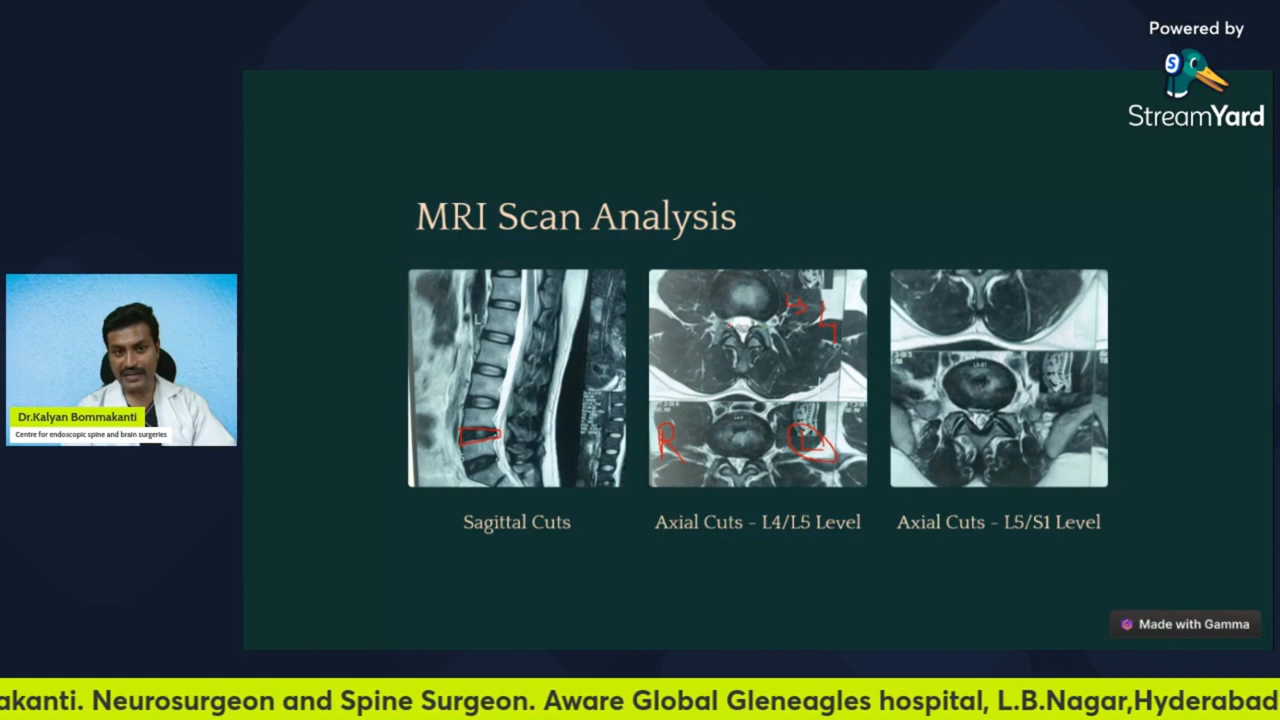 Powered by
StreamYard
MRI Scan Analysis
R
L
Sagittal Cuts
Axial Cuts - L4/L5 Level
Axial Cuts - L5/S1 Level
Dr.Kalyan Bommakanti
Centre for endoscopic spine and brain surgeries
Made with Gamma
akanti. Neurosurgeon and Spine Surgeon. Aware Global Gleneagles hospital, L.B.Nagar,Hyderabad